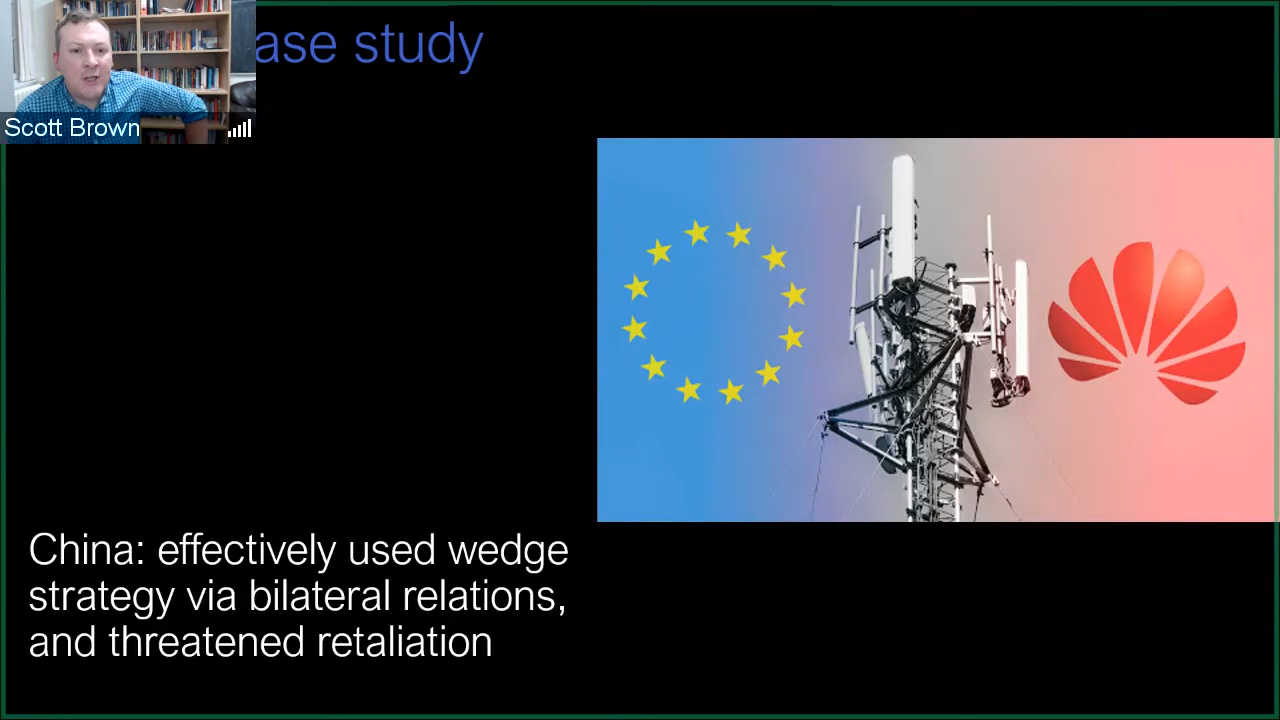 ase study
Scott Brown
China: effectively used wedge
strategy via bilateral relations,
and threatened retaliation